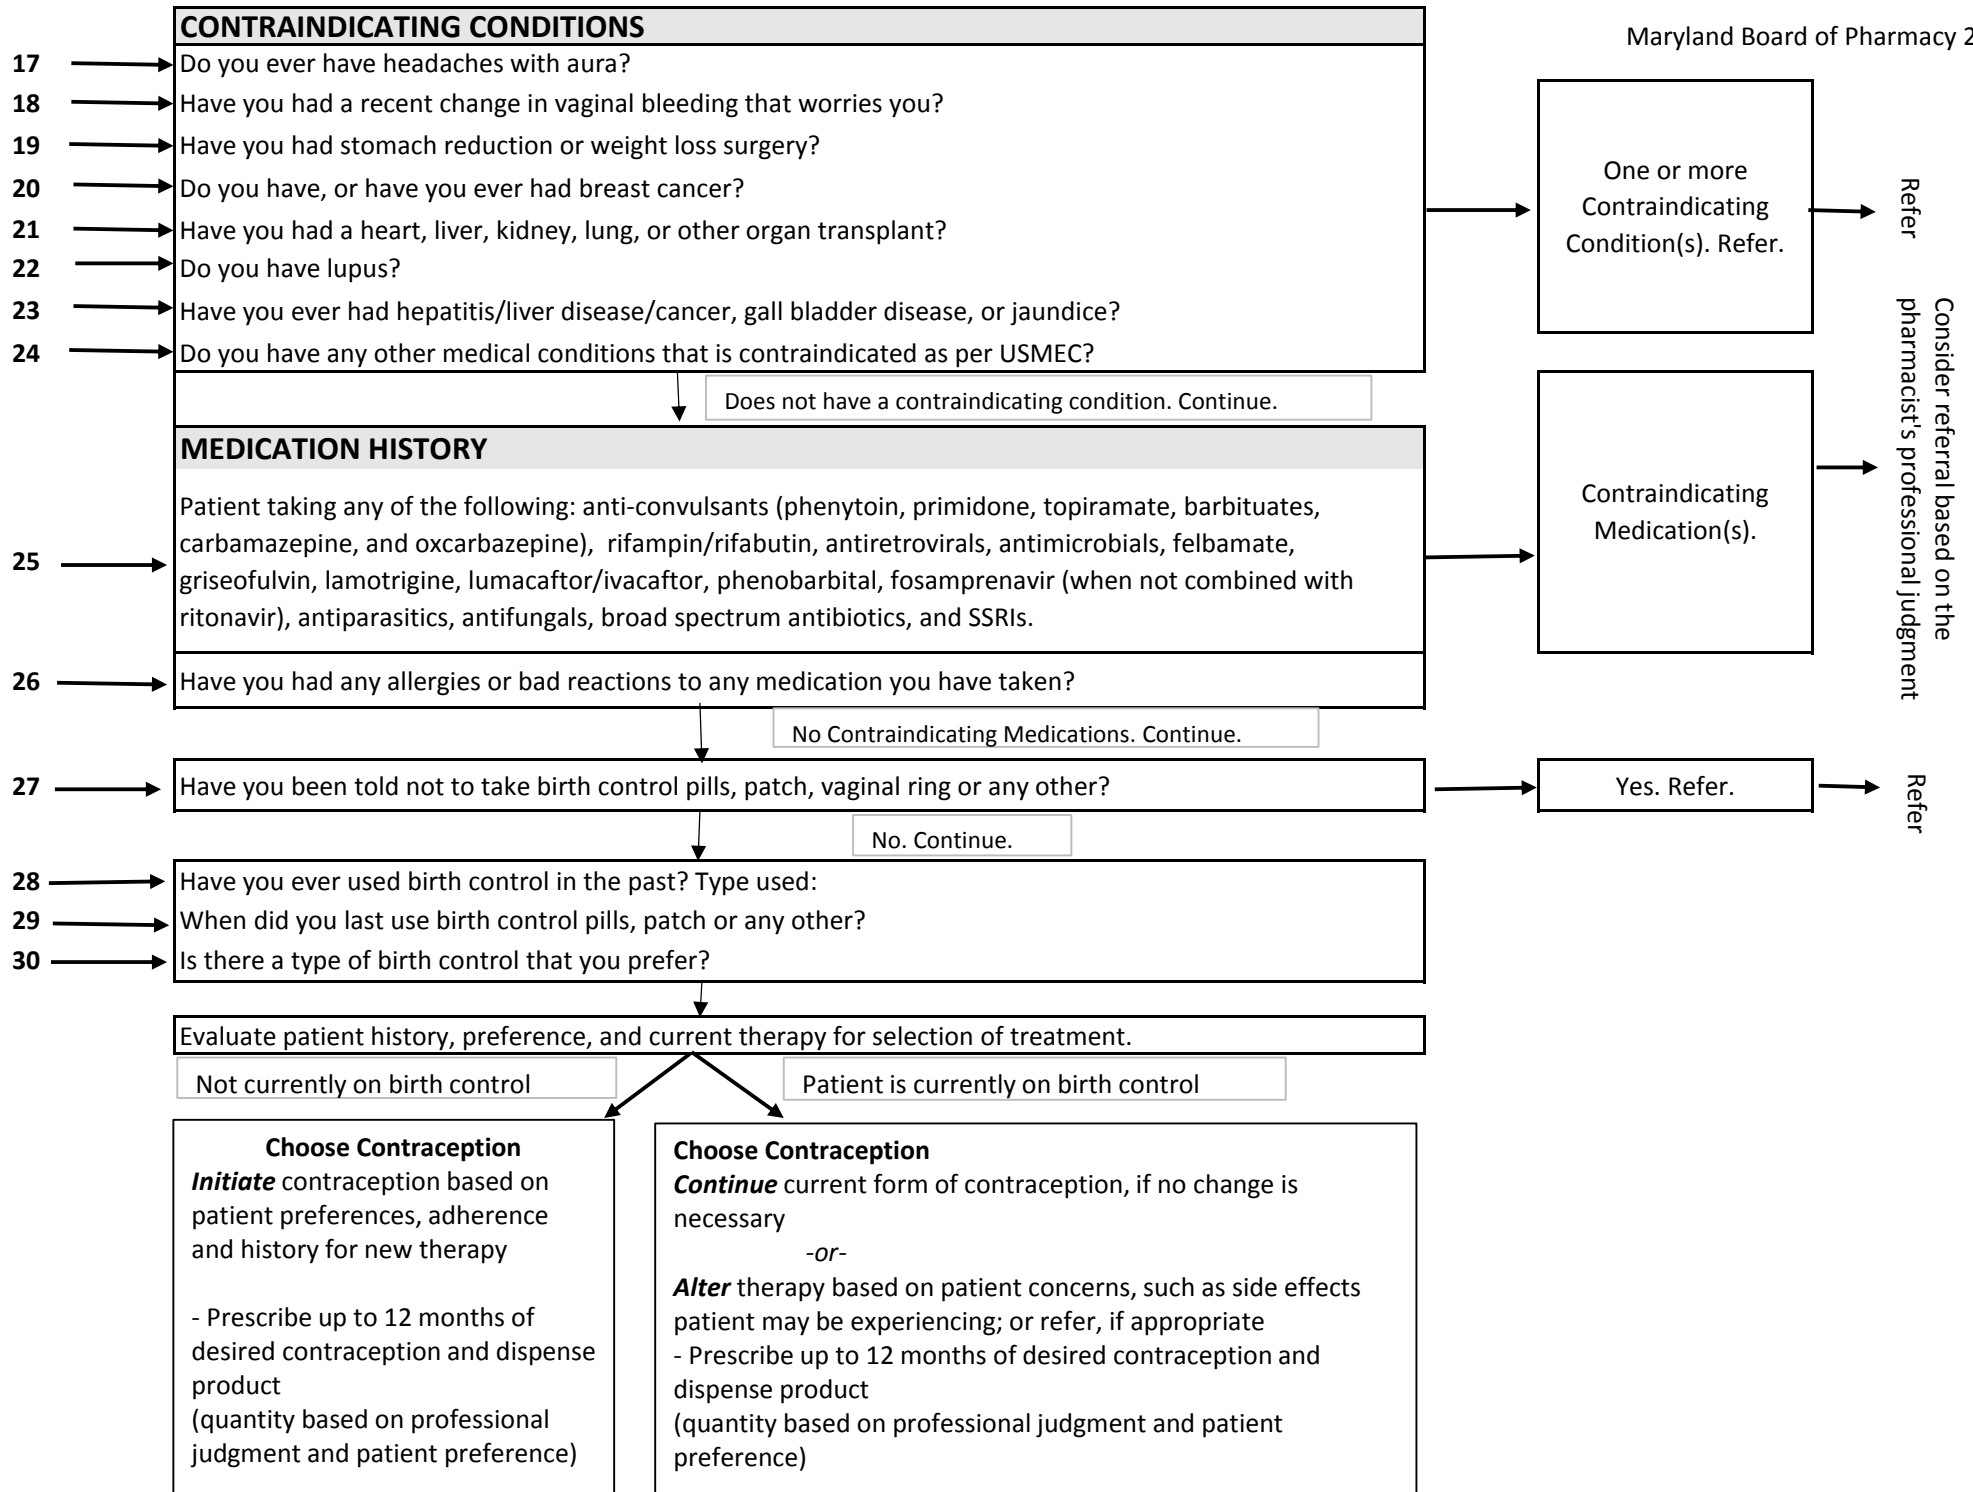 Maryland Board of Pharmacy 2
CONTRAINDICATING CONDITIONS
17 Do you ever have headaches with aura?
18 Have you had a recent change in vaginal bleeding that worries you?
19 Have you had stomach reduction or weight loss surgery?
20 Do you have, or have you ever had breast cancer?
21 Have you had a heart, liver, kidney, lung, or other organ transplant?
22 Do you have lupus?
23 Have you ever had hepatitis/liver disease/cancer, gall bladder disease, or jaundice?
24 Do you have any other medical conditions that is contraindicated as per USMEC?
One or more
Contraindicating
Condition(s). Refer.
Refer
Does not have a contraindicating condition. Continue.
MEDICATION HISTORY
25
Patient taking any of the following: anti-convulsants (phenytoin, primidone, topiramate, barbituates,
carbamazepine, and oxcarbazepine), rifampin/rifabutin, antiretrovirals, antimicrobials, felbamate,
griseofulvin, lamotrigine, lumacaftor/ivacaftor, phenobarbital, fosamprenavir (when not combined with
ritonavir), antiparasitics, antifungals, broad spectrum antibiotics, and SSRIs.
Contraindicating
Medication(s).
Consider referral based on the
pharmacist's professional judgment
26 Have you had any allergies or bad reactions to any medication you have taken?
No Contraindicating Medications. Continue.
27 Have you been told not to take birth control pills, patch, vaginal ring or any other?
Yes. Refer.
Refer
No. Continue.
28 Have you ever used birth control in the past? Type used:
29 When did you last use birth control pills, patch or any other?
30 Is there a type of birth control that you prefer?
Evaluate patient history, preference, and current therapy for selection of treatment.
Not currently on birth control
Patient is currently on birth control
Choose Contraception
Initiate contraception based on
patient preferences, adherence
and history for new therapy
- Prescribe up to 12 months of
desired contraception and dispense
product
(quantity based on professional
judgment and patient preference)
Choose Contraception
Continue current form of contraception, if no change is
necessary
-or-
Alter therapy based on patient concerns, such as side effects
patient may be experiencing; or refer, if appropriate
- Prescribe up to 12 months of desired contraception and
dispense product
(quantity based on professional judgment and patient
preference)